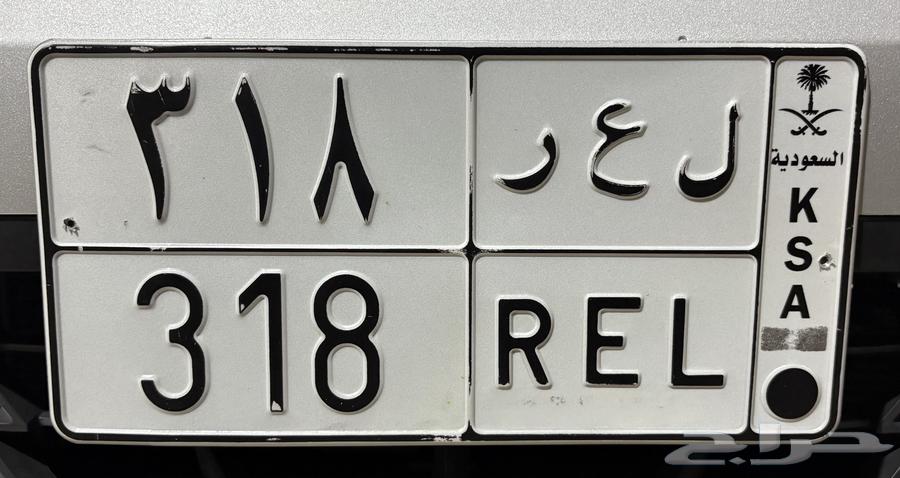 ٣١٨ ل ع ر
318 REL
السعودية
K
S
A
حراج